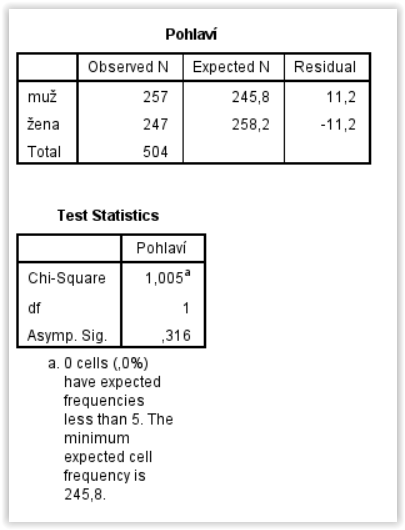 Pohlaví
Observed N Expected N Residual
muž 257 245,8 11,2
žena 247 258,2 -11,2
Total 504
Test Statistics
Pohlaví
Chi-Square 1,005a
df 1
Asymp. Sig. ,316
a. 0 cells (,0%)
have expected
frequencies
less than 5. The
minimum
expected cell
frequency is
245,8.